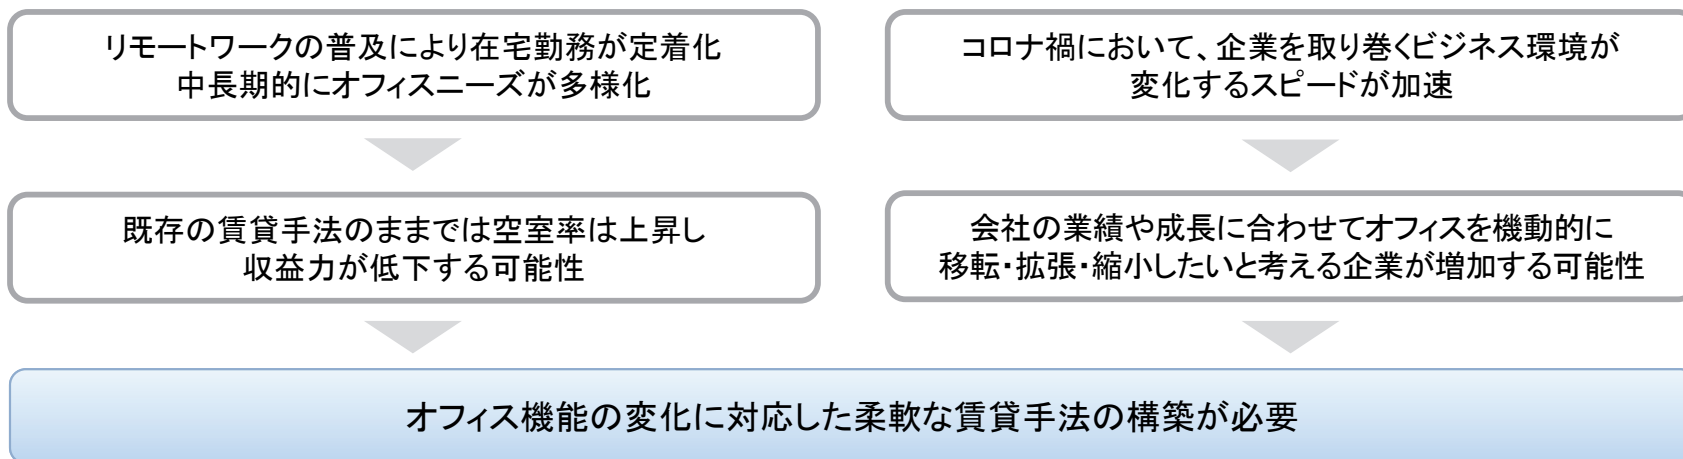 リモートワークの普及により在宅勤務が定着化
中長期的にオフィスニーズが多様化
コロナ禍において、企業を取り巻くビジネス環境が
変化するスピードが加速
既存の賃貸手法のままでは空室率は上昇し
収益力が低下する可能性
会社の業績や成長に合わせてオフィスを機動的に
移転・拡張・縮小したいと考える企業が増加する可能性
オフィス機能の変化に対応した柔軟な賃貸手法の構築が必要